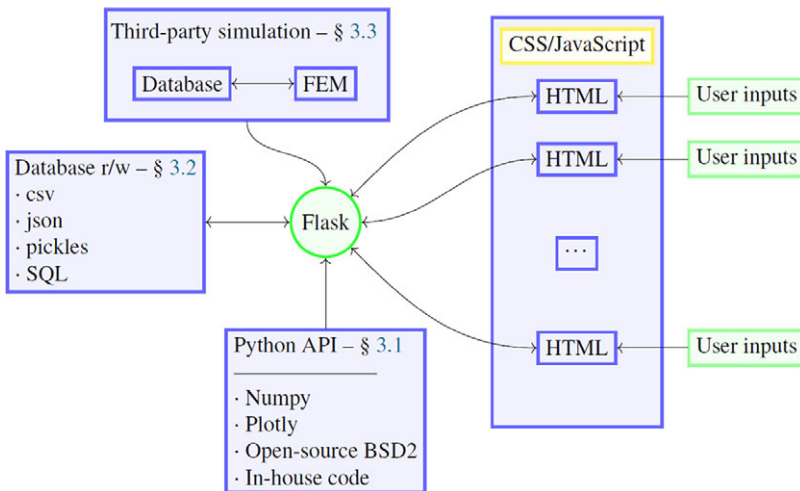 Third-party simulation – § 3.3
Database
FEM
Database r/w – § 3.2
· csv
· json
· pickles
· SQL
Flask
Python API – § 3.1
· Numpy
· Plotly
· Open-source BSD2
· In-house code
CSS/JavaScript
HTML
User inputs
HTML
User inputs
...
HTML
User inputs